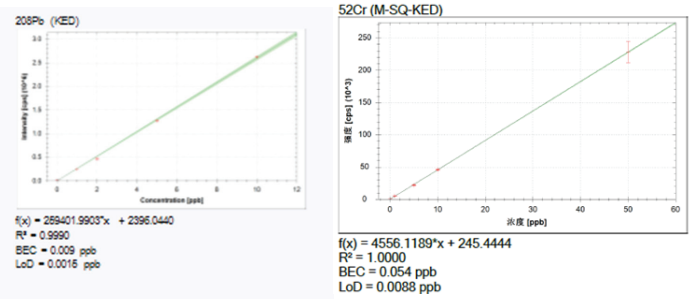 208Pb (KED)
Intensity [cps] (10^6)
3.0
2.5
2.0
1.5
1.0
0.5
0.0
0
2
4
6
8
10
12
Concentration [ppb]
f(x) = 259401.9903*x + 2396.0440
R² = 0.9990
BEC = 0.009 ppb
LoD = 0.0015 ppb
52Cr (M-SQ-KED)
强度 [cps] (10^3)
250
200
150
100
50
0
0
10
20
30
40
50
60
浓度 [ppb]
f(x) = 4556.1189*x + 245.4444
R² = 1.0000
BEC = 0.054 ppb
LoD = 0.0088 ppb